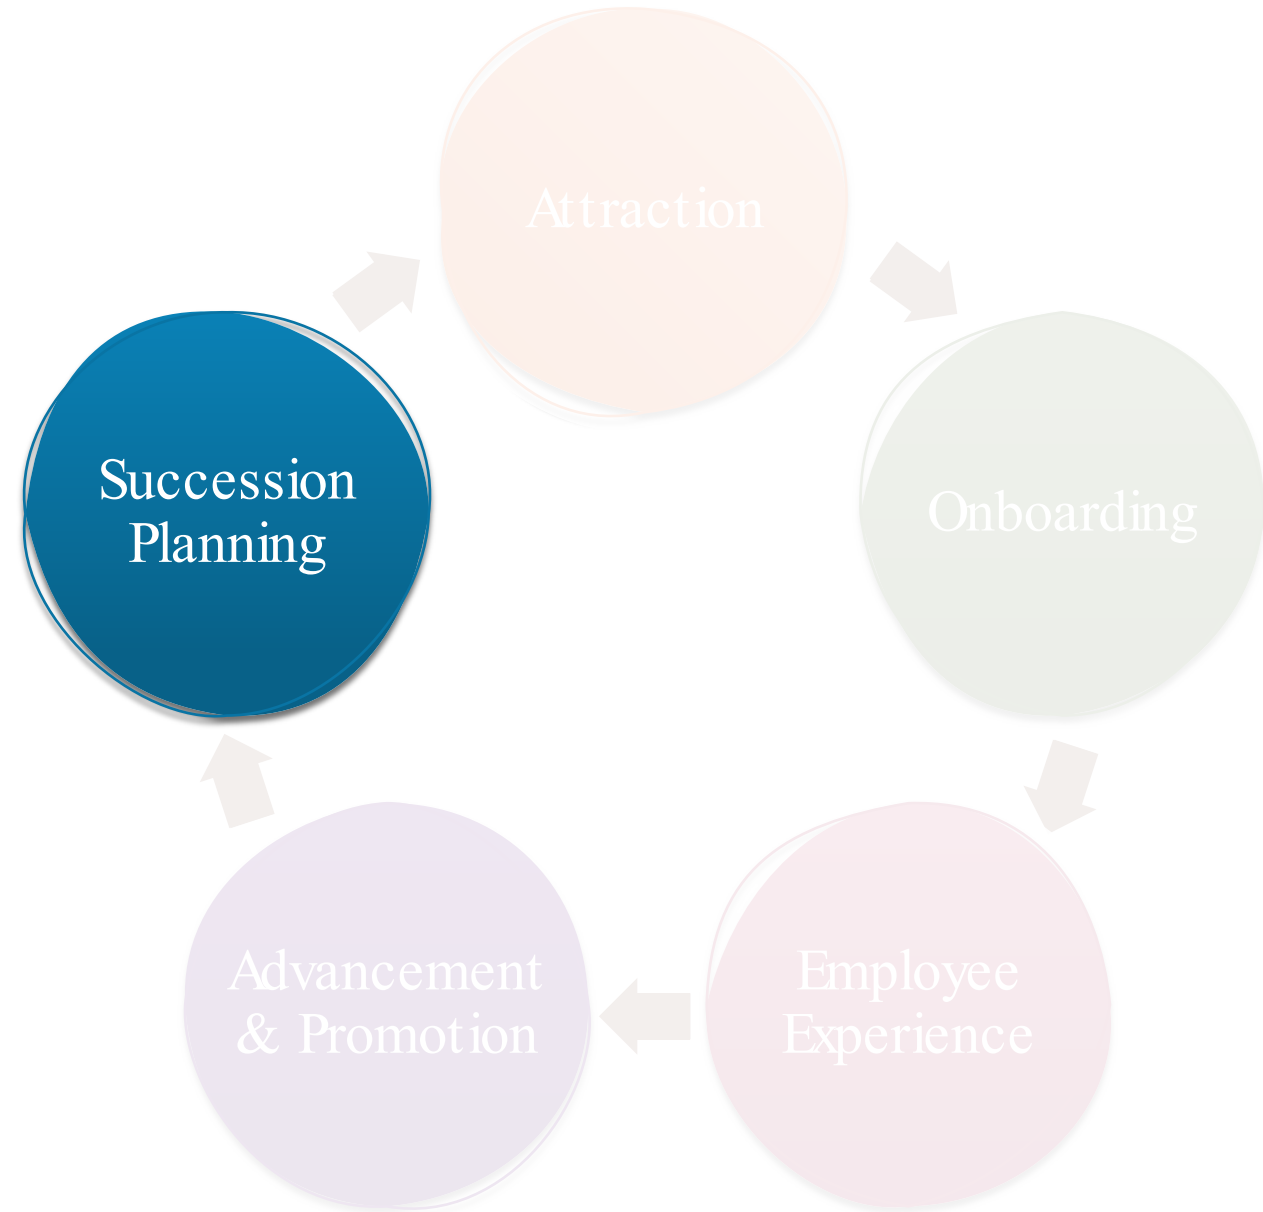 Attraction
Succession
Planning
Onboarding
Advancement
& Promotion
Employee
Experience